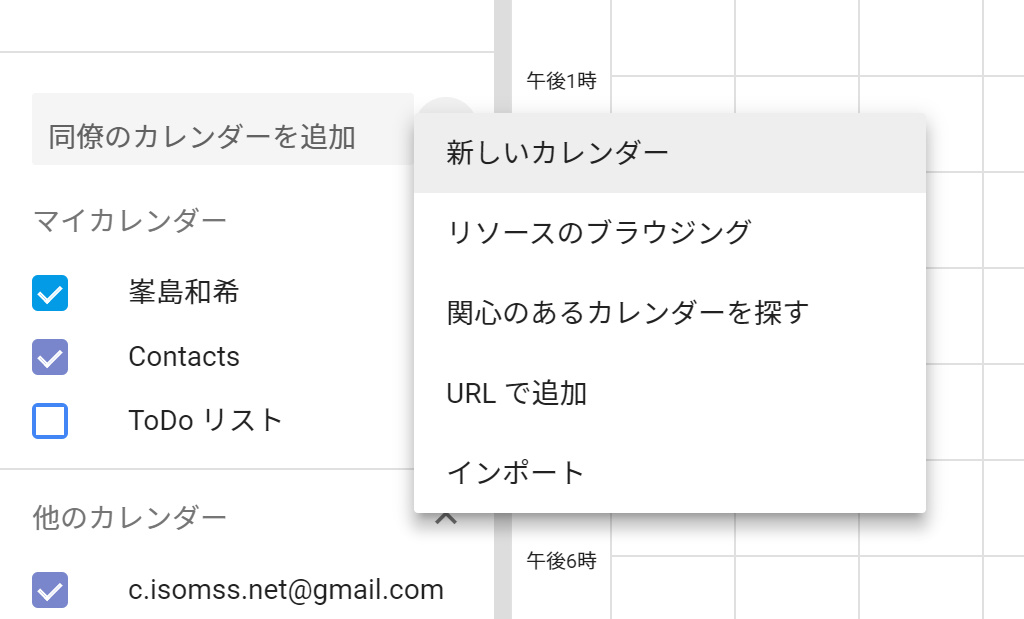 午後1時
同僚のカレンダーを追加
新しいカレンダー
リソースのブラウジング
関心のあるカレンダーを探す
URL で追加
インポート
マイカレンダー
峯島和希
Contacts
ToDo リスト
他のカレンダー
c.isomss.net@gmail.com
午後6時